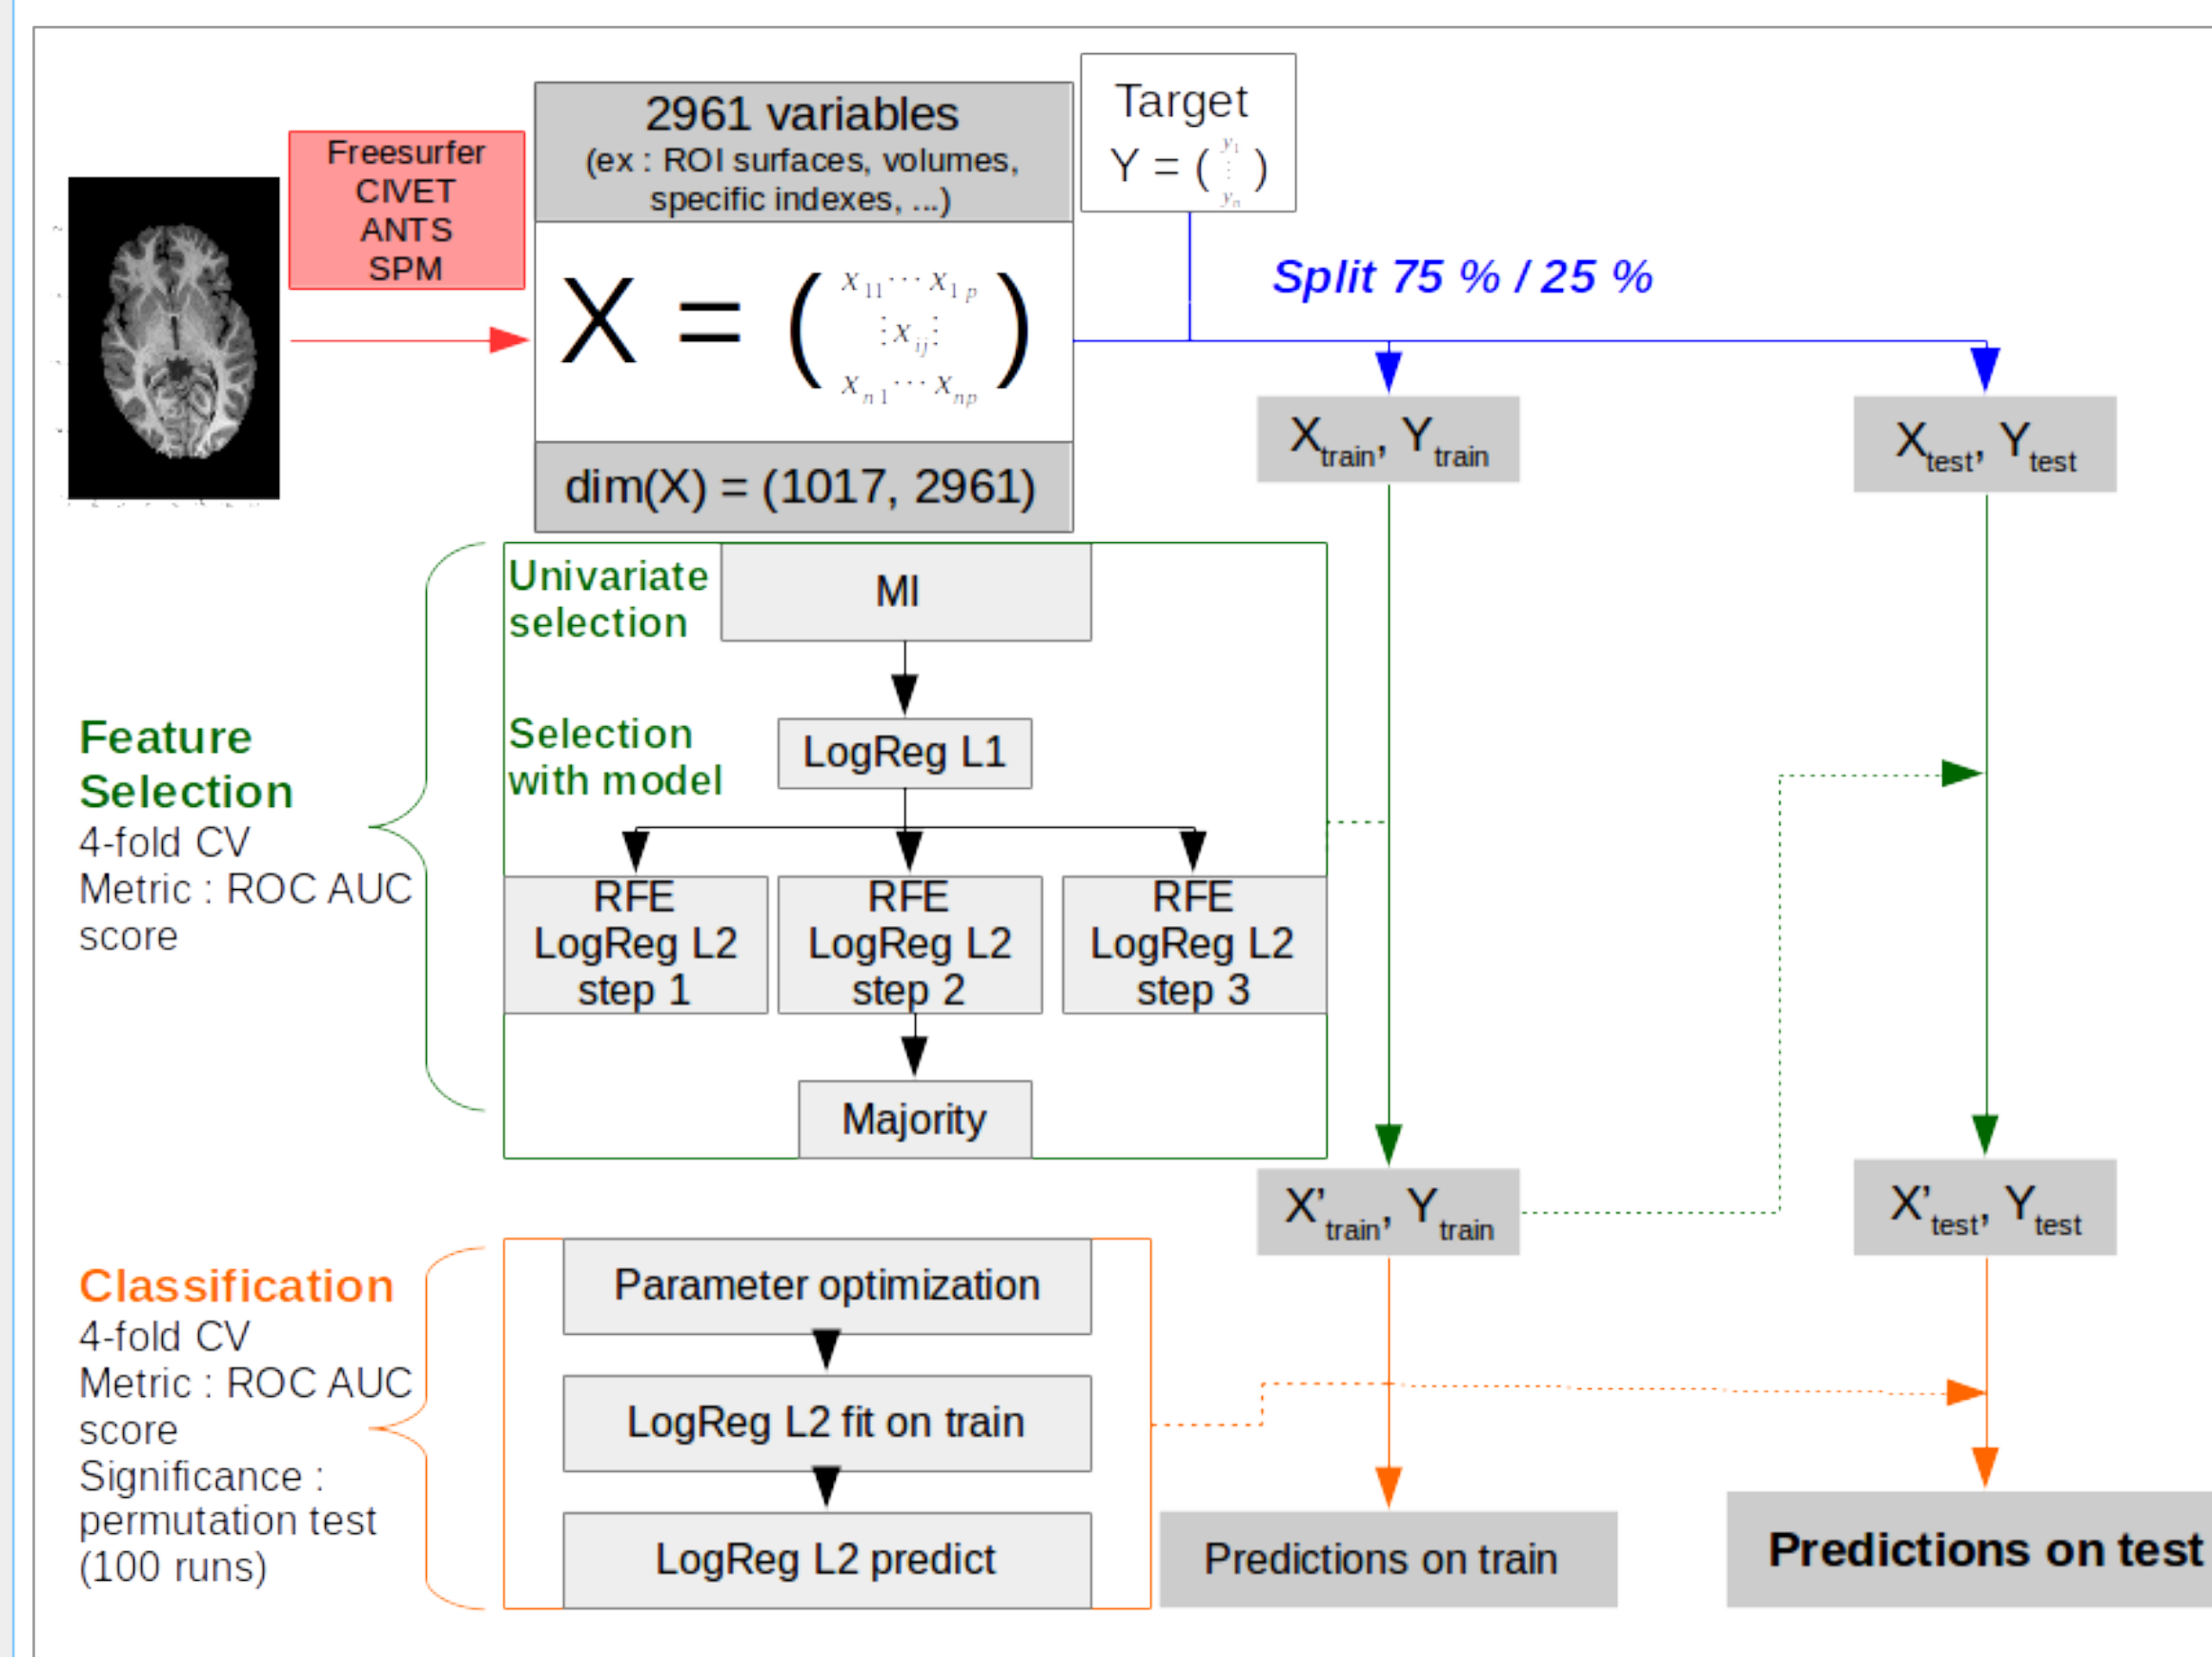 Freesurfer
CIVET
ANTS
SPM
2961 variables
(ex : ROI surfaces, volumes,
specific indexes, ...)
X = ( x11 ··· x1p
⋮ xij ⋮
xn1 ··· xnp )
dim(X) = (1017, 2961)
Target
Y = ( y1
⋮
yn )
Split 75 % / 25 %
Xtrain, Ytrain
Xtest, Ytest
Feature
Selection
4-fold CV
Metric : ROC AUC
score
Univariate
selection
MI
Selection
with model
LogReg L1
RFE
LogReg L2
step 1
RFE
LogReg L2
step 2
RFE
LogReg L2
step 3
Majority
X’train, Ytrain
X’test, Ytest
Classification
4-fold CV
Metric : ROC AUC
score
Significance :
permutation test
(100 runs)
Parameter optimization
LogReg L2 fit on train
LogReg L2 predict
Predictions on train
Predictions on test